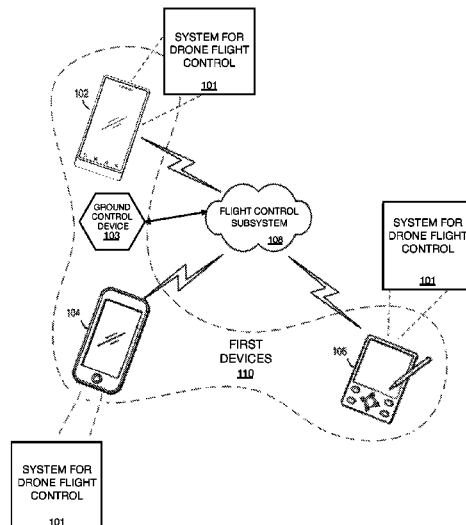 SYSTEM FOR
DRONE FLIGHT
CONTROL
101
102
GROUND
CONTROL
DEVICE
103
FLIGHT CONTROL
SUBSYSTEM
108
SYSTEM FOR
DRONE FLIGHT
CONTROL
101
104
FIRST
DEVICES
110
106
SYSTEM FOR
DRONE FLIGHT
CONTROL
101